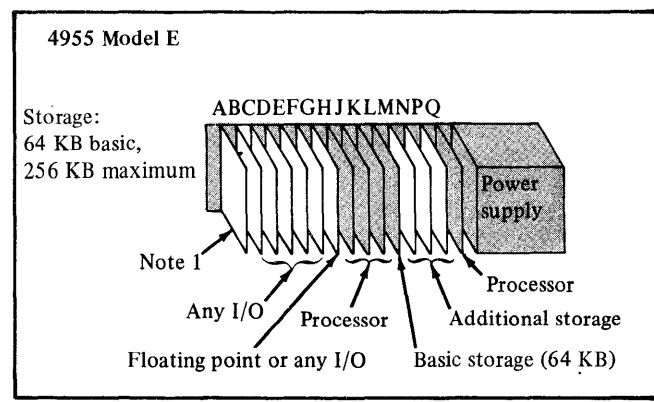 4955 Model E
Storage:
64 KB basic,
256 KB maximum
ABCDEFGHJKLMNPQ
Power
supply
Note 1
Any I/O
Processor
Processor
Additional storage
Floating point or any I/O
Basic storage (64 KB)